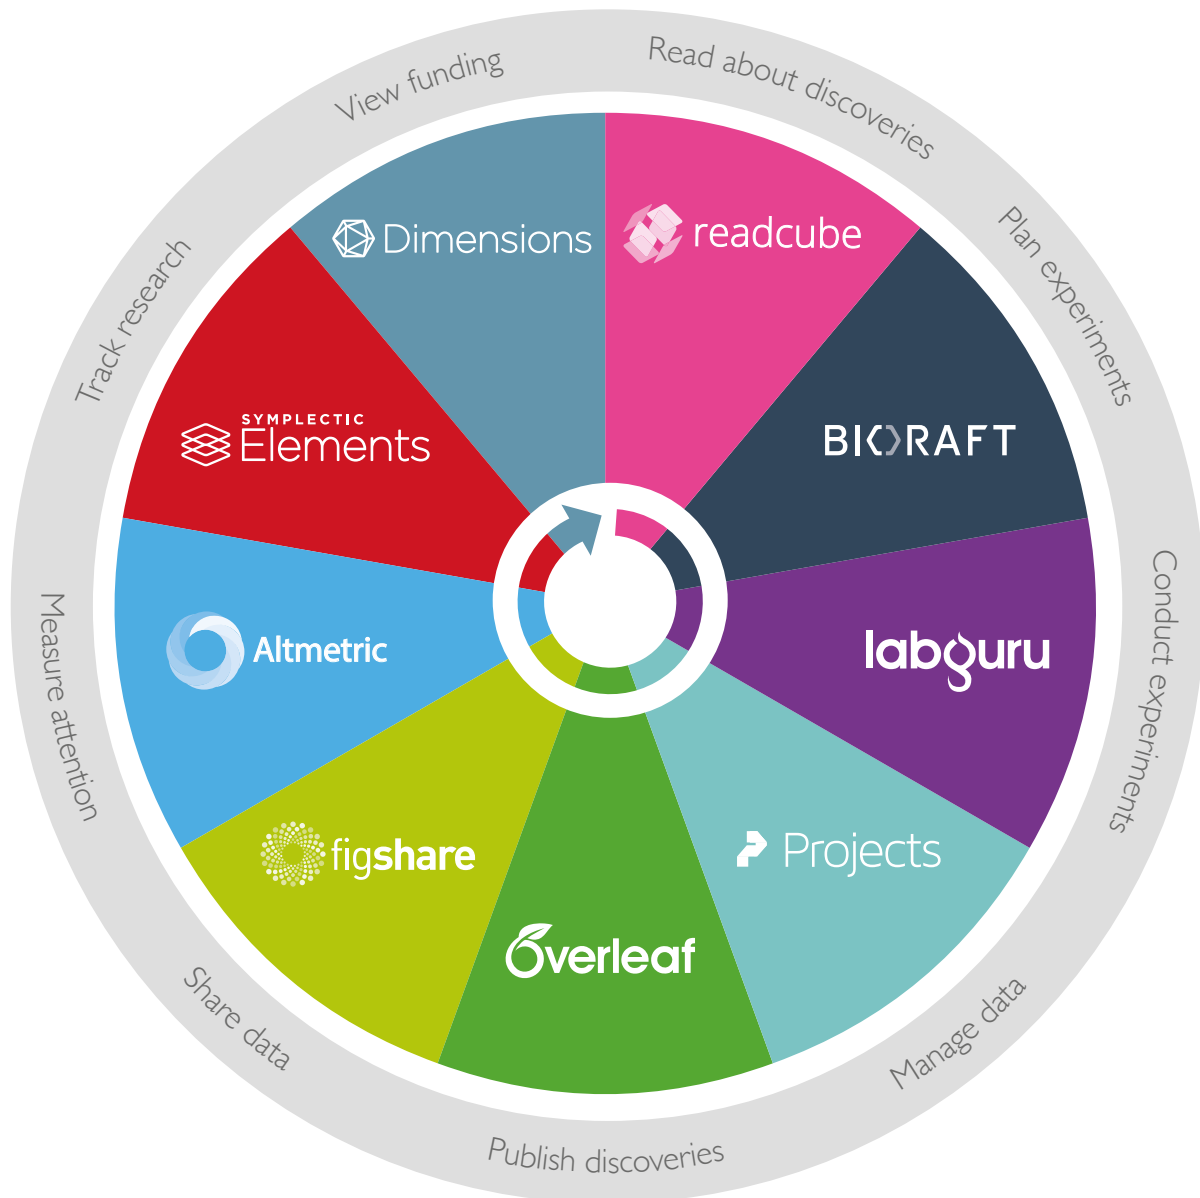 Read about discoveries
readcube
Plan experiments
BIORAFT
Conduct experiments
labguru
Manage data
Projects
Publish discoveries
Overleaf
Share data
figshare
Measure attention
Altmetric
Track research
SYMPLECTIC
Elements
View funding
Dimensions